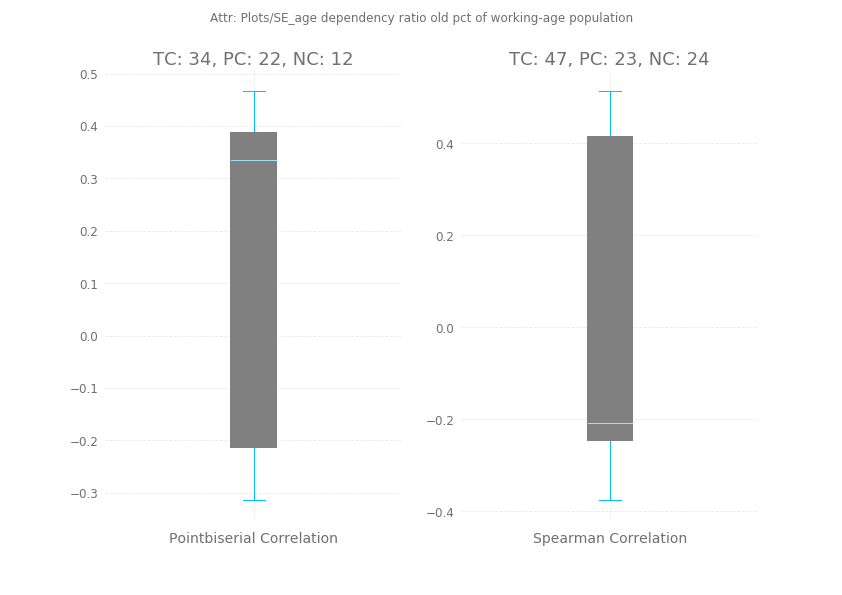 Attr: Plots/SE_age dependency ratio old pct of working-age population
TC: 34, PC: 22, NC: 12
0.5
0.4
0.3
0.2
0.1
0.0
−0.1
−0.2
−0.3
Pointbiserial Correlation
TC: 47, PC: 23, NC: 24
0.4
0.2
0.0
−0.2
−0.4
Spearman Correlation